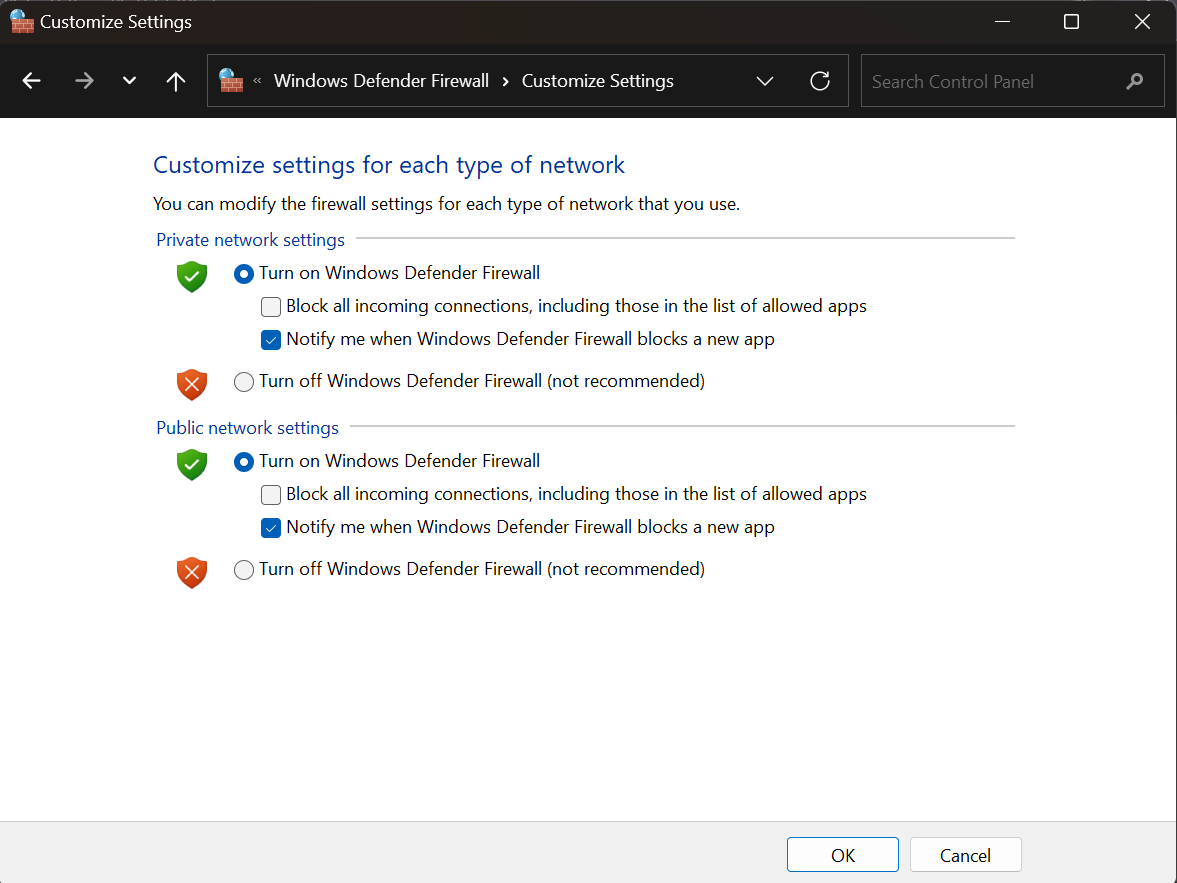 Customize Settings
« Windows Defender Firewall › Customize Settings
Search Control Panel
Customize settings for each type of network
You can modify the firewall settings for each type of network that you use.
Private network settings
Turn on Windows Defender Firewall
Block all incoming connections, including those in the list of allowed apps
Notify me when Windows Defender Firewall blocks a new app
Turn off Windows Defender Firewall (not recommended)
Public network settings
Turn on Windows Defender Firewall
Block all incoming connections, including those in the list of allowed apps
Notify me when Windows Defender Firewall blocks a new app
Turn off Windows Defender Firewall (not recommended)
OK
Cancel